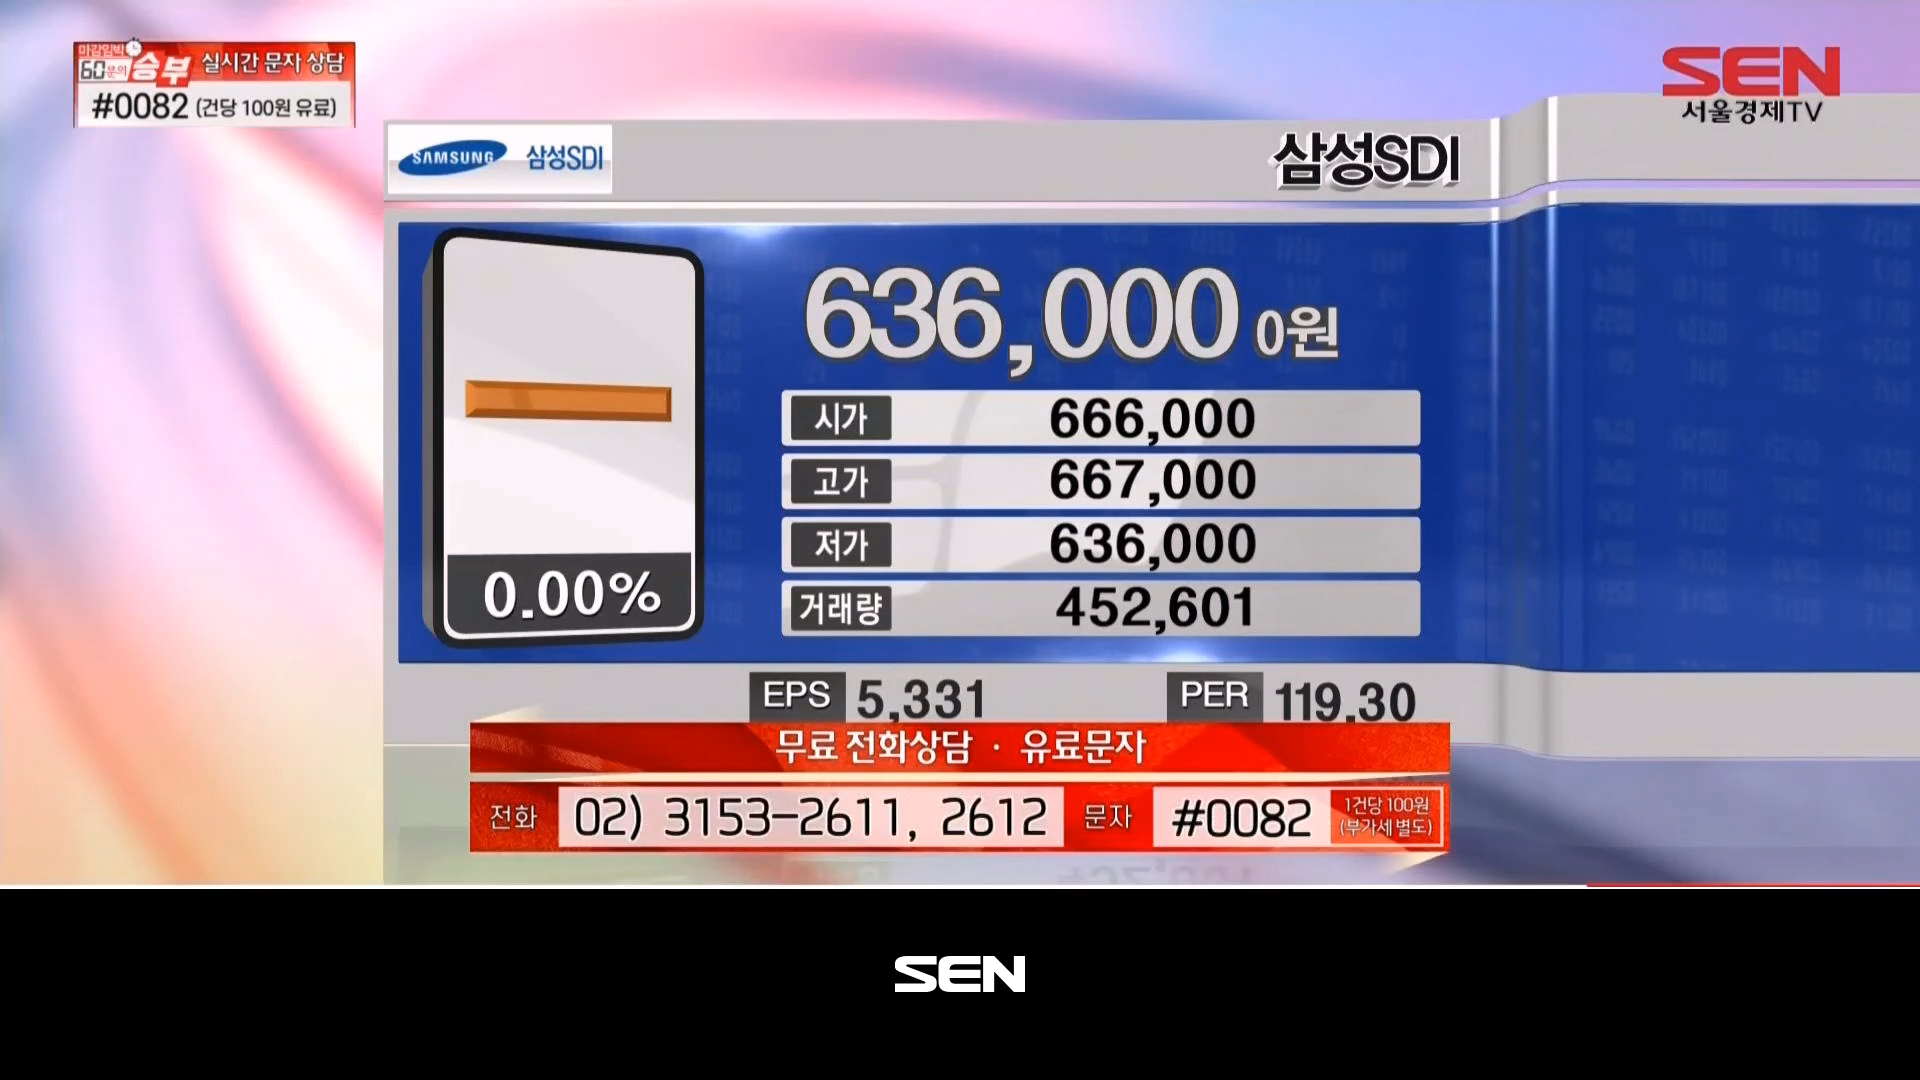 마감임박
60분의 승부 실시간 문자 상담
#0082 (건당 100원 유료)
SEN
서울경제TV
SAMSUNG 삼성SDI
삼성SDI
636,000 0원
시가 666,000
고가 667,000
저가 636,000
거래량 452,601
0.00%
EPS 5,331 PER 119.30
무료 전화상담 · 유료문자
전화 02) 3153-2611, 2612 문자 #0082 1건당 100원
(부가세 별도)
SEN